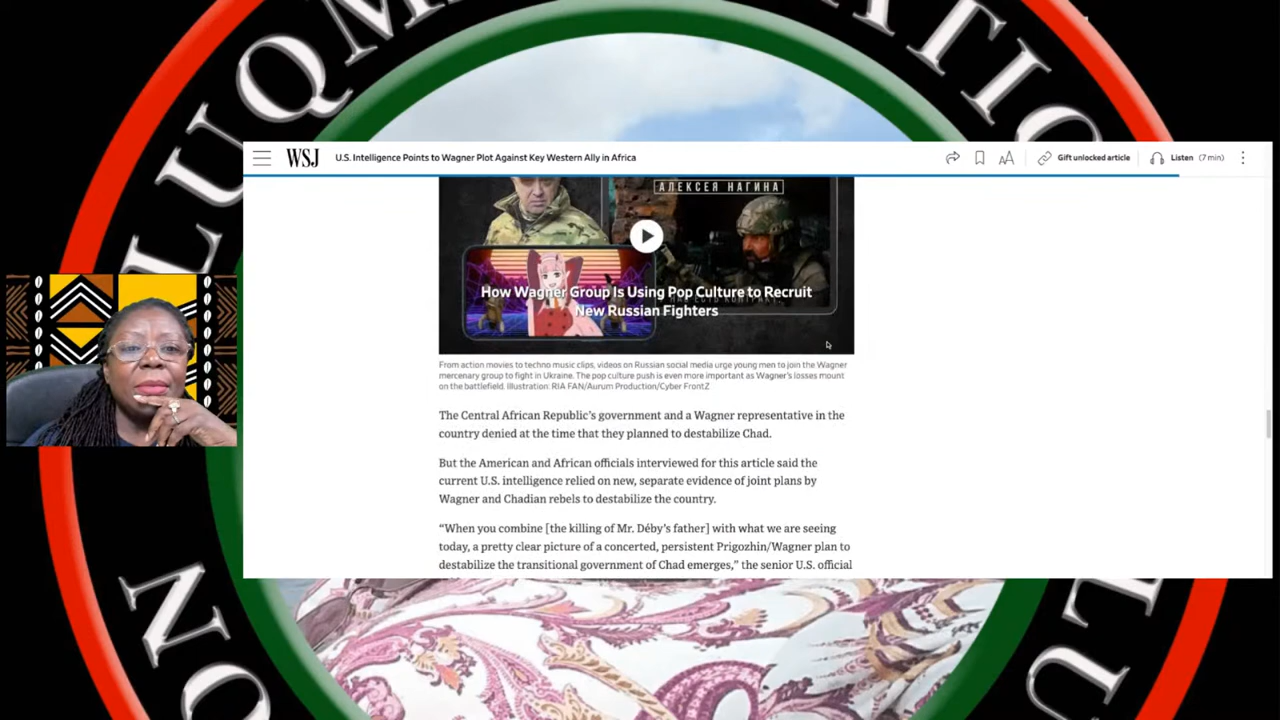 LUQM
ATIO
WSJ
U.S. Intelligence Points to Wagner Plot Against Key Western Ally in Africa
Gift unlocked article
Listen (7 min)
АЛЕКСЕЯ НАГИНА
How Wagner Group Is Using Pop Culture to Recruit
New Russian Fighters
From action movies to techno music clips, videos on Russian social media urge young men to join the Wagner
mercenary group to fight in Ukraine. The pop culture push is even more important as Wagner's losses mount
on the battlefield. Illustration: RIA FAN/Aurum Production/Cyber FrontZ
The Central African Republic's government and a Wagner representative in the
country denied at the time that they planned to destabilize Chad.
But the American and African officials interviewed for this article said the
current U.S. intelligence relied on new, separate evidence of joint plans by
Wagner and Chadian rebels to destabilize the country.
“When you combine [the killing of Mr. Déby's father] with what we are seeing
today, a pretty clear picture of a concerted, persistent Prigozhin/Wagner plan to
destabilize the transitional government of Chad emerges,” the senior U.S. official